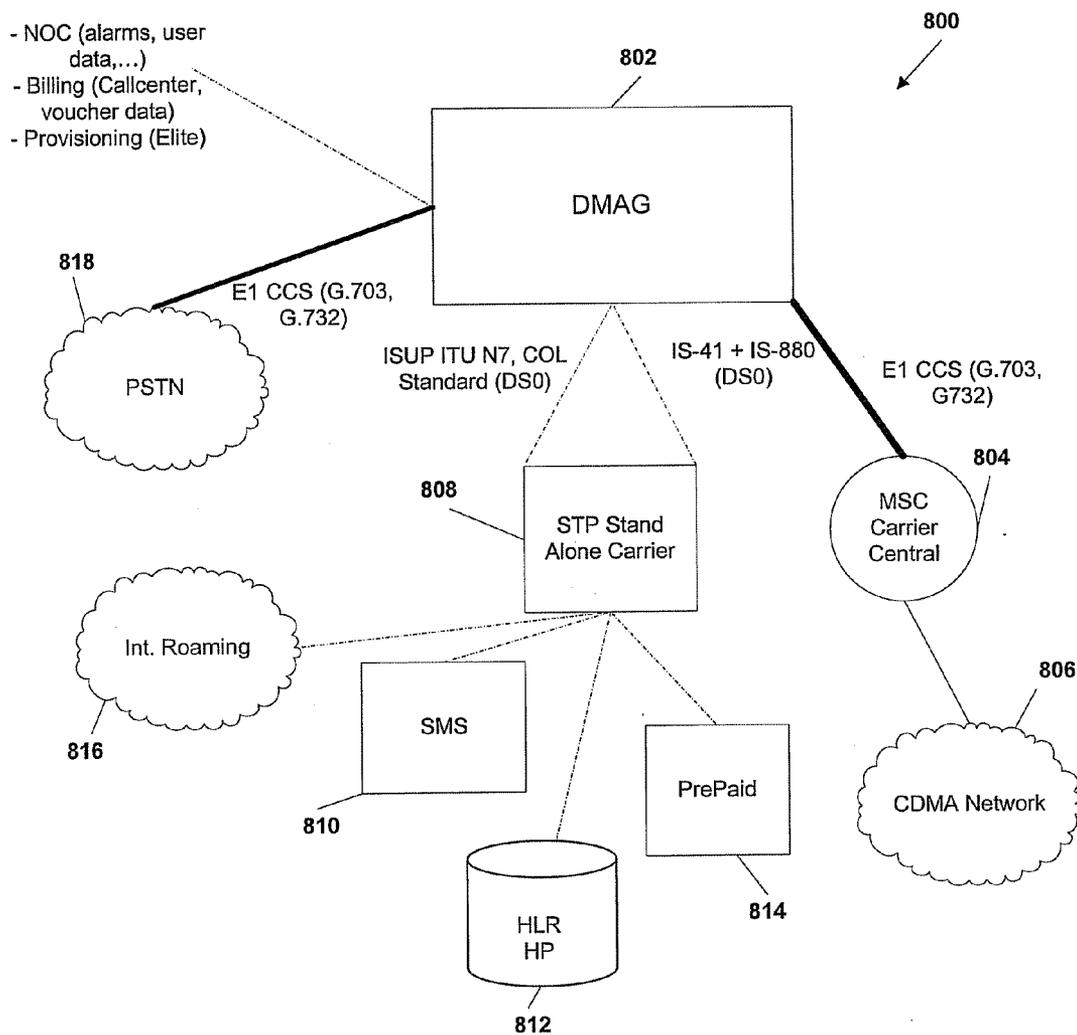 - NOC (alarms, user
data,...)
- Billing (Callcenter,
voucher data)
- Provisioning (Elite)
800
802
DMAG
818
E1 CCS (G.703,
G.732)
PSTN
ISUP ITU N7, COL
Standard (DS0)
IS-41 + IS-880
(DS0)
E1 CCS (G.703,
G732)
808
STP Stand
Alone Carrier
804
MSC
Carrier
Central
Int. Roaming
816
SMS
810
PrePaid
814
806
CDMA Network
HLR
HP
812